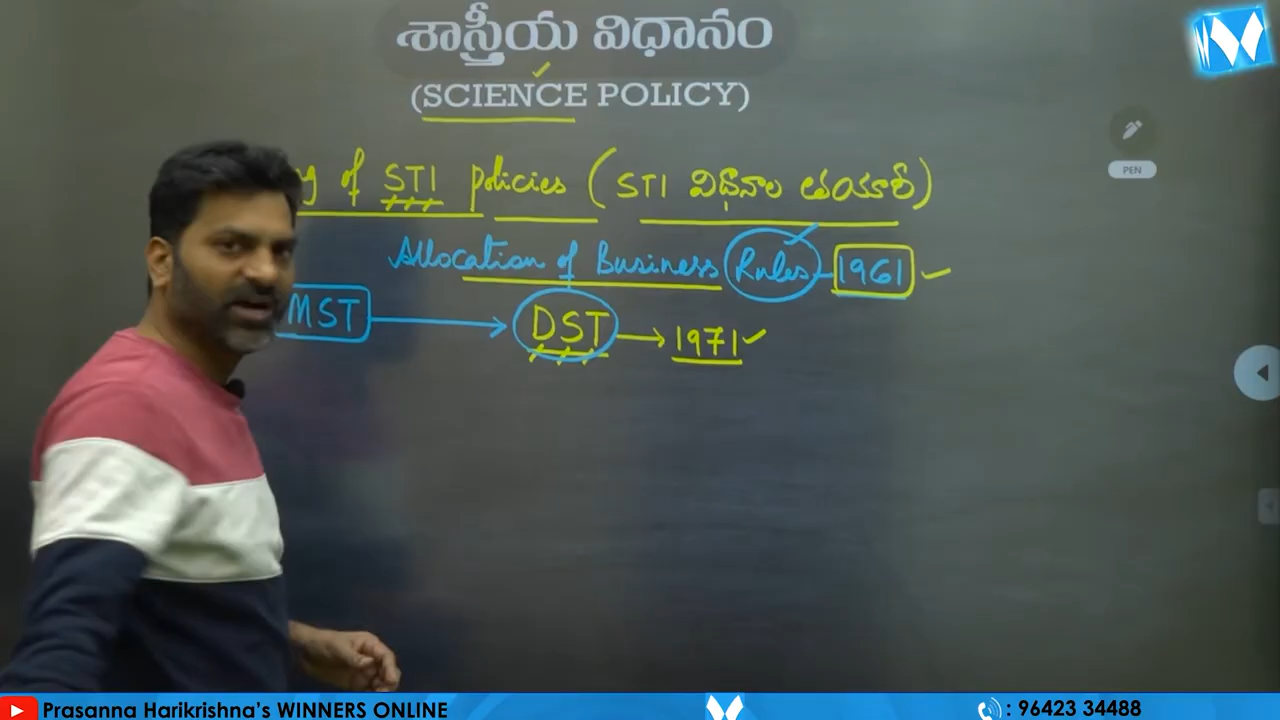 శాస్త్రీయ విధానం
(SCIENCE POLICY)
of STI policies (STI విధానాల తయారీ)
Allocation of Business Rules - 1961
MST → DST → 1971
PEN
Prasanna Harikrishna's WINNERS ONLINE
: 96423 34488